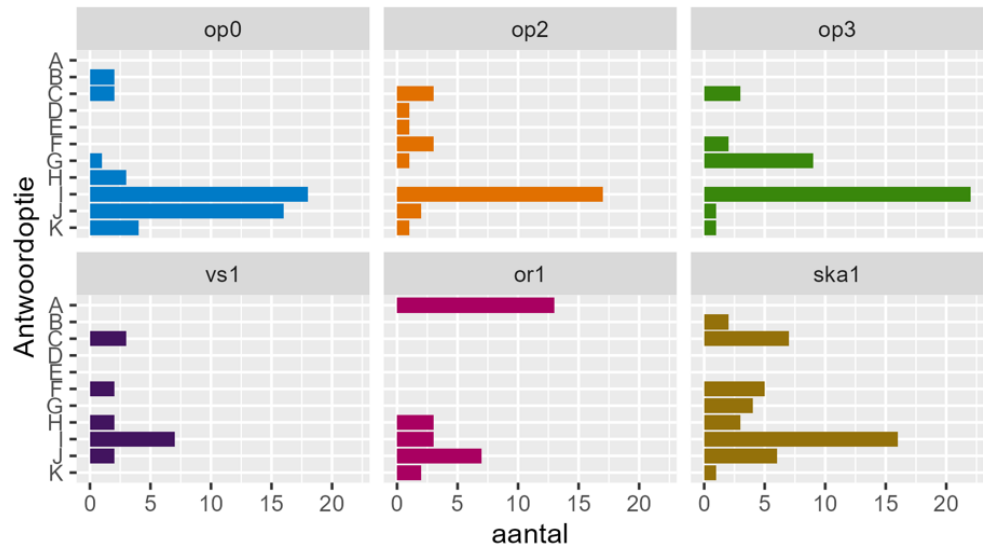 op0 op2 op3
A
B
C
D
E
F
G
H
I
J
K
vs1 or1 ska1
A
B
C
D
E
F
G
H
I
J
K
0 5 10 15 20 0 5 10 15 20 0 5 10 15 20
Antwoordoptie
aantal